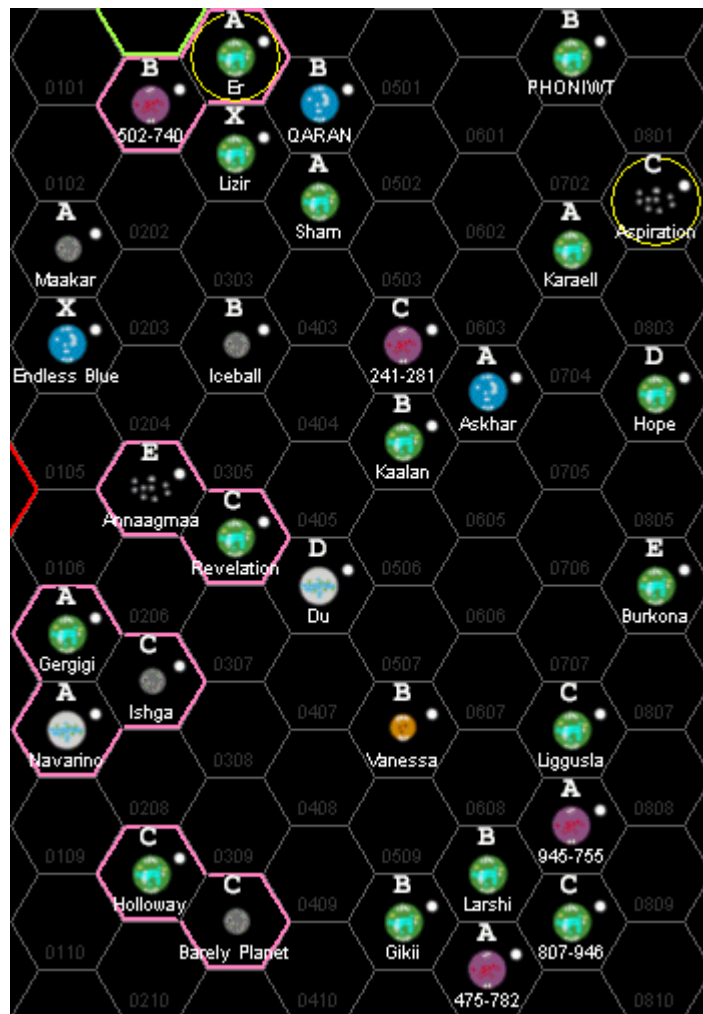 A
Er
B
PHONIWT
B
502-740
B
QARAN
0101
0501
0601
0801
X
Lizir
A
Sham
C
Aspiration
0102
0502
0702
A
Maakar
0202
0602
A
Karaell
0303
0503
X
Endless Blue
0203
B
Iceball
0403
C
241-281
0603
0803
A
Askhar
0704
D
Hope
0204
0404
B
Kaalan
0105
E
Annaagmaa
0305
0705
C
Revelation
0405
0605
0805
0106
D
Du
0506
0706
E
Burkona
A
Gergigi
0206
0606
C
Ishga
0307
0507
0707
A
Navarino
0407
B
Vanessa
0607
C
Liggusla
0807
0308
0208
0408
0608
A
945-755
0808
0109
C
Holloway
0309
0509
B
Larshi
C
Barely Planet
0409
B
Gikii
C
807-946
0809
0110
A
475-782
0210
0410
0810